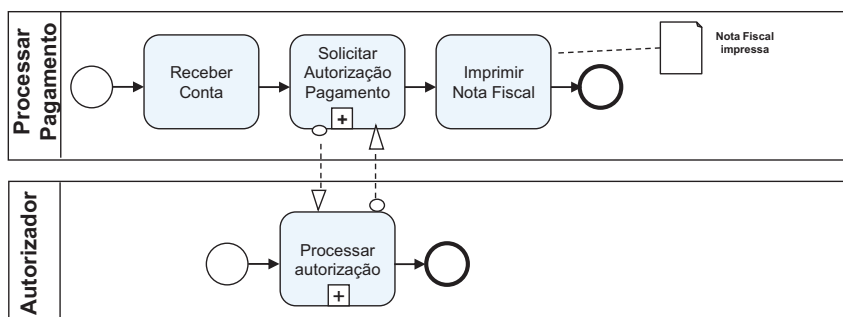 Processar
Pagamento
Receber
Conta
Solicitar
Autorização
Pagamento
+
Imprimir
Nota Fiscal
Nota Fiscal
impressa
Autorizador
Processar
autorização
+